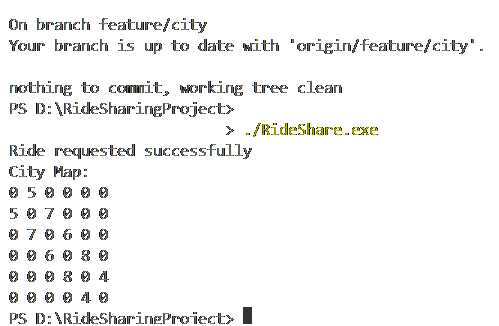 On branch feature/city
Your branch is up to date with 'origin/feature/city'.
nothing to commit, working tree clean
PS D:\RideSharingProject>
> ./RideShare.exe
Ride requested successfully
City Map:
0 5 0 0 0 0
5 0 7 0 0 0
0 7 0 6 0 0
0 0 6 0 8 0
0 0 0 8 0 4
0 0 0 0 4 0
PS D:\RideSharingProject>